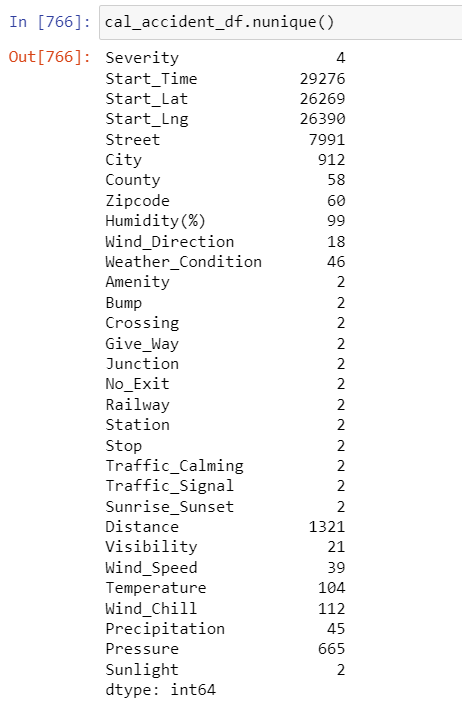 In [766]: cal_accident_df.nunique()
Out[766]: Severity 4
Start_Time 29276
Start_Lat 26269
Start_Lng 26390
Street 7991
City 912
County 58
Zipcode 60
Humidity(%) 99
Wind_Direction 18
Weather_Condition 46
Amenity 2
Bump 2
Crossing 2
Give_Way 2
Junction 2
No_Exit 2
Railway 2
Station 2
Stop 2
Traffic_Calming 2
Traffic_Signal 2
Sunrise_Sunset 2
Distance 1321
Visibility 21
Wind_Speed 39
Temperature 104
Wind_Chill 112
Precipitation 45
Pressure 665
Sunlight 2
dtype: int64